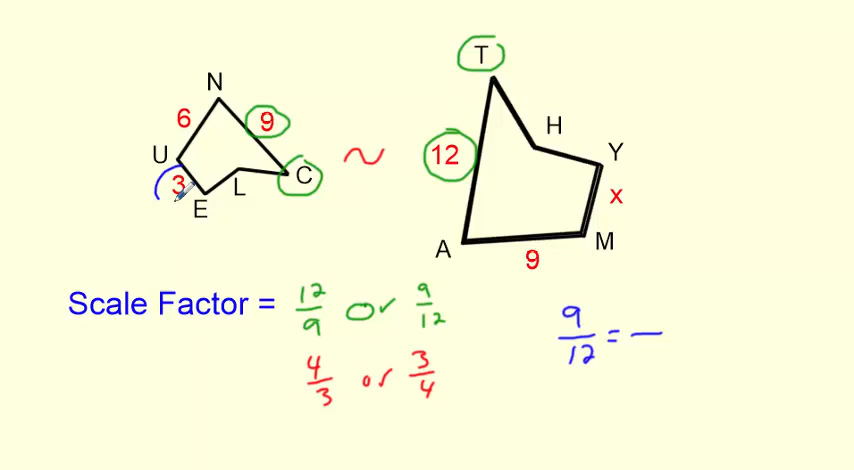 T
N
6
9
H
U
12
Y
~
C
3
L
x
E
A
M
9
Scale Factor = 12/9 or 9/12
4/3 or 3/4
9/12 = —